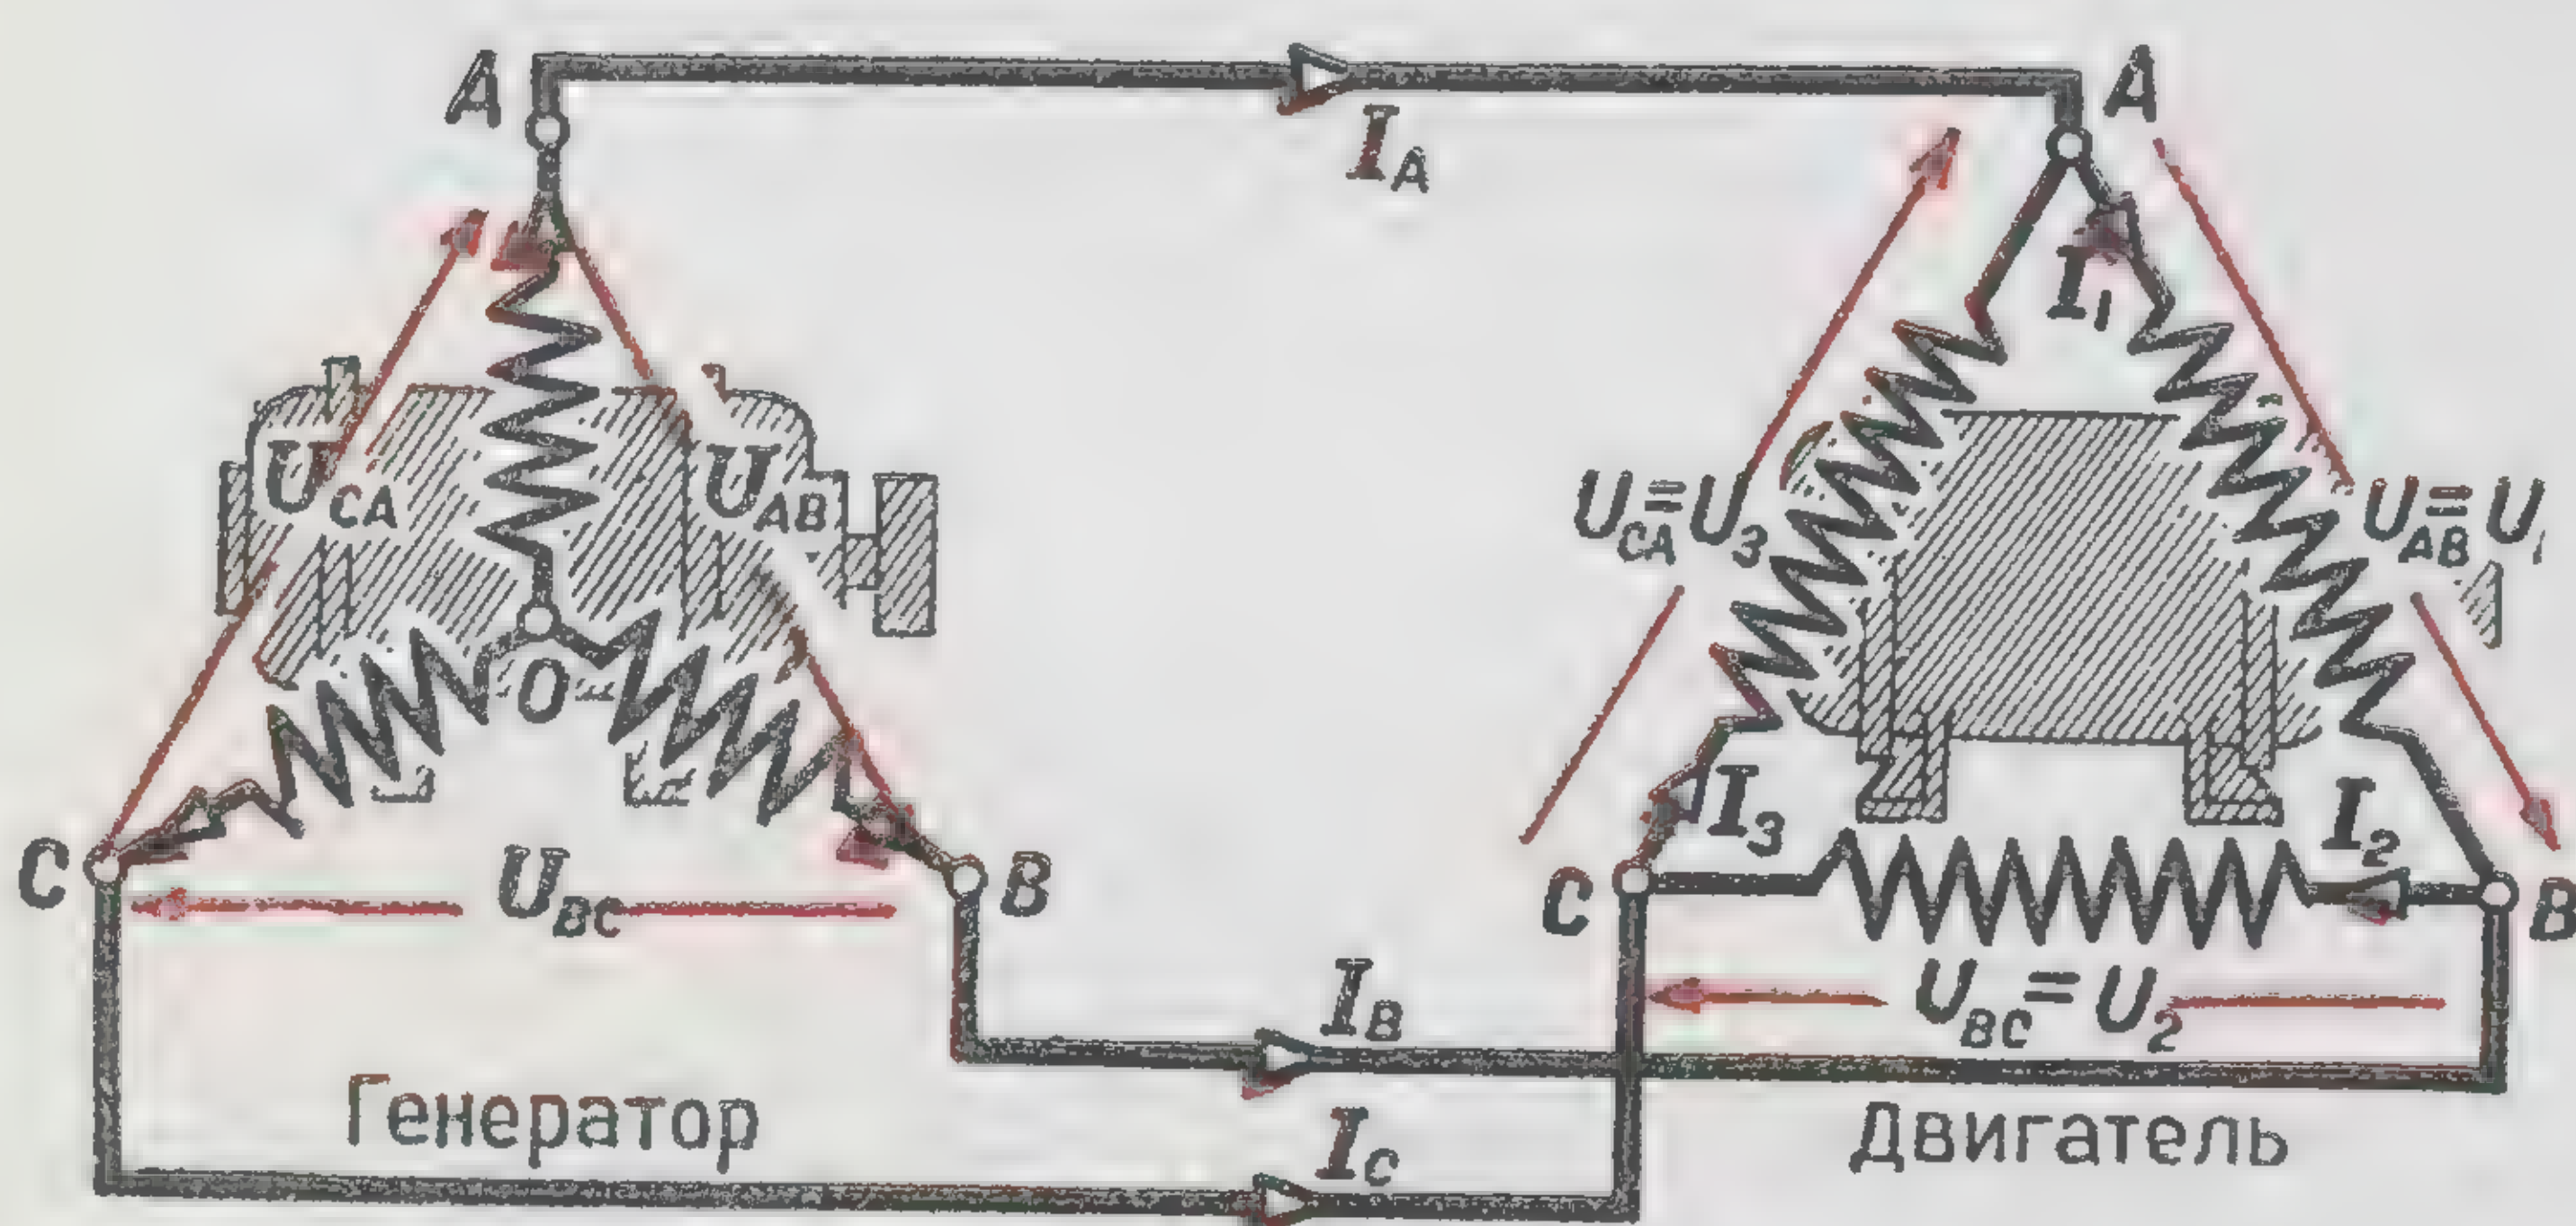 A
A
I_A
I_1
U_CA
U_AB
U_CA=U_3
U_AB=U_1
O
C
B
U_BC
I_3
I_2
C
B
I_B
U_BC=U_2
Генератор
Двигатель
I_C